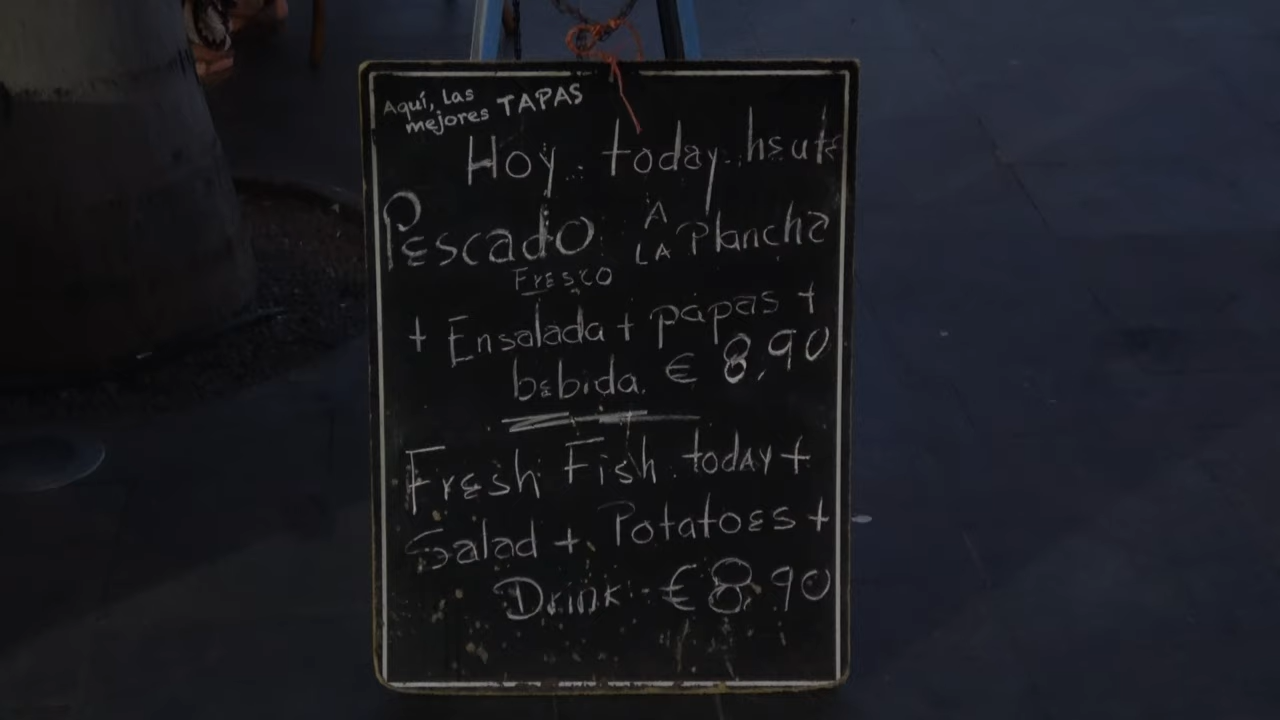 Aquí, Las
mejores TAPAS
Hoy. today. heute
Pescado A LA Plancha
Fresco
+ Ensalada + papas +
bebida. € 8,90
Fresh Fish today +
Salad + Potatoes +
Drink. € 8,90